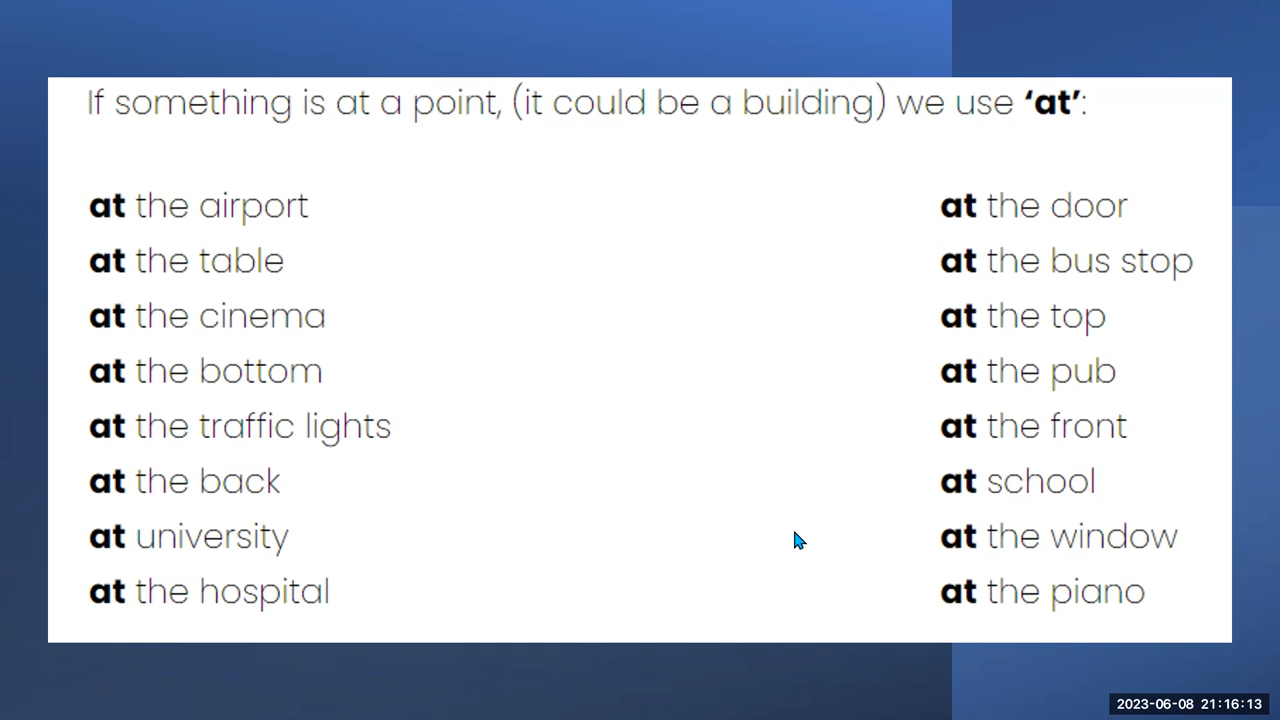 If something is at a point, (it could be a building) we use ‘at’:
at the airport
at the table
at the cinema
at the bottom
at the traffic lights
at the back
at university
at the hospital
at the door
at the bus stop
at the top
at the pub
at the front
at school
at the window
at the piano
2023-06-08 21:16:13